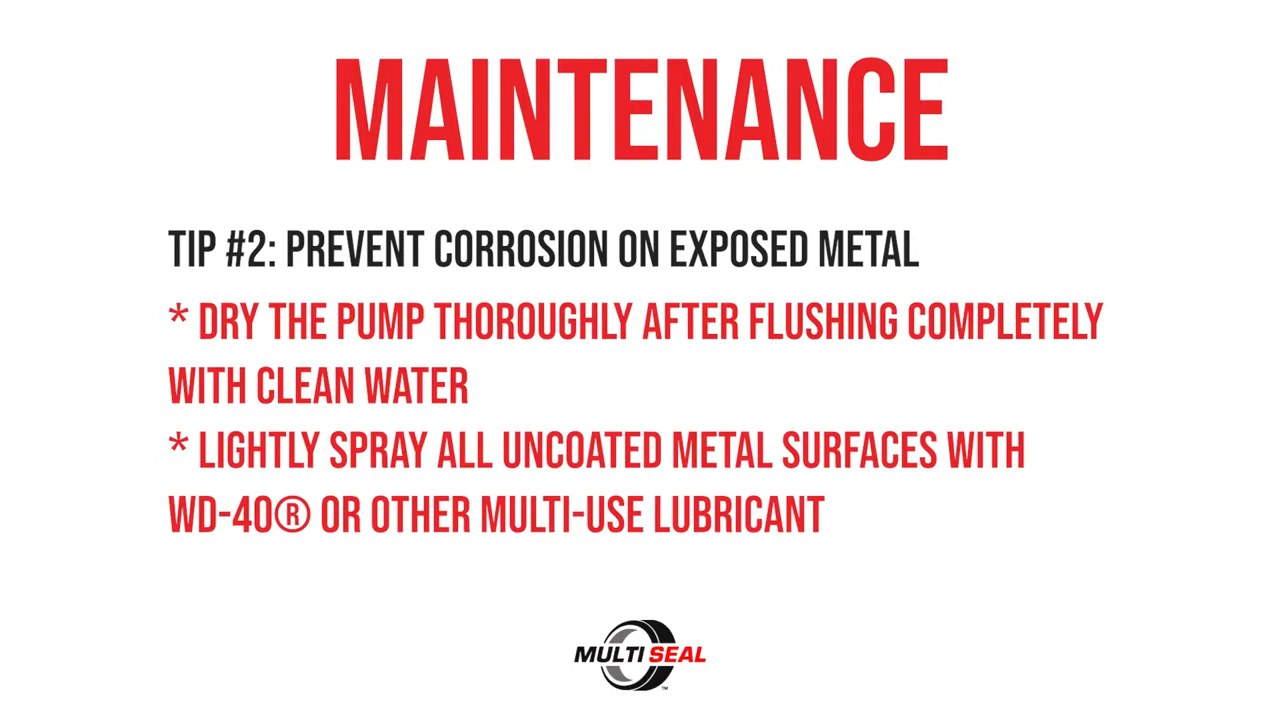 MAINTENANCE
TIP #2: PREVENT CORROSION ON EXPOSED METAL
* DRY THE PUMP THOROUGHLY AFTER FLUSHING COMPLETELY
WITH CLEAN WATER
* LIGHTLY SPRAY ALL UNCOATED METAL SURFACES WITH
WD-40® OR OTHER MULTI-USE LUBRICANT
MULTI SEAL
TM